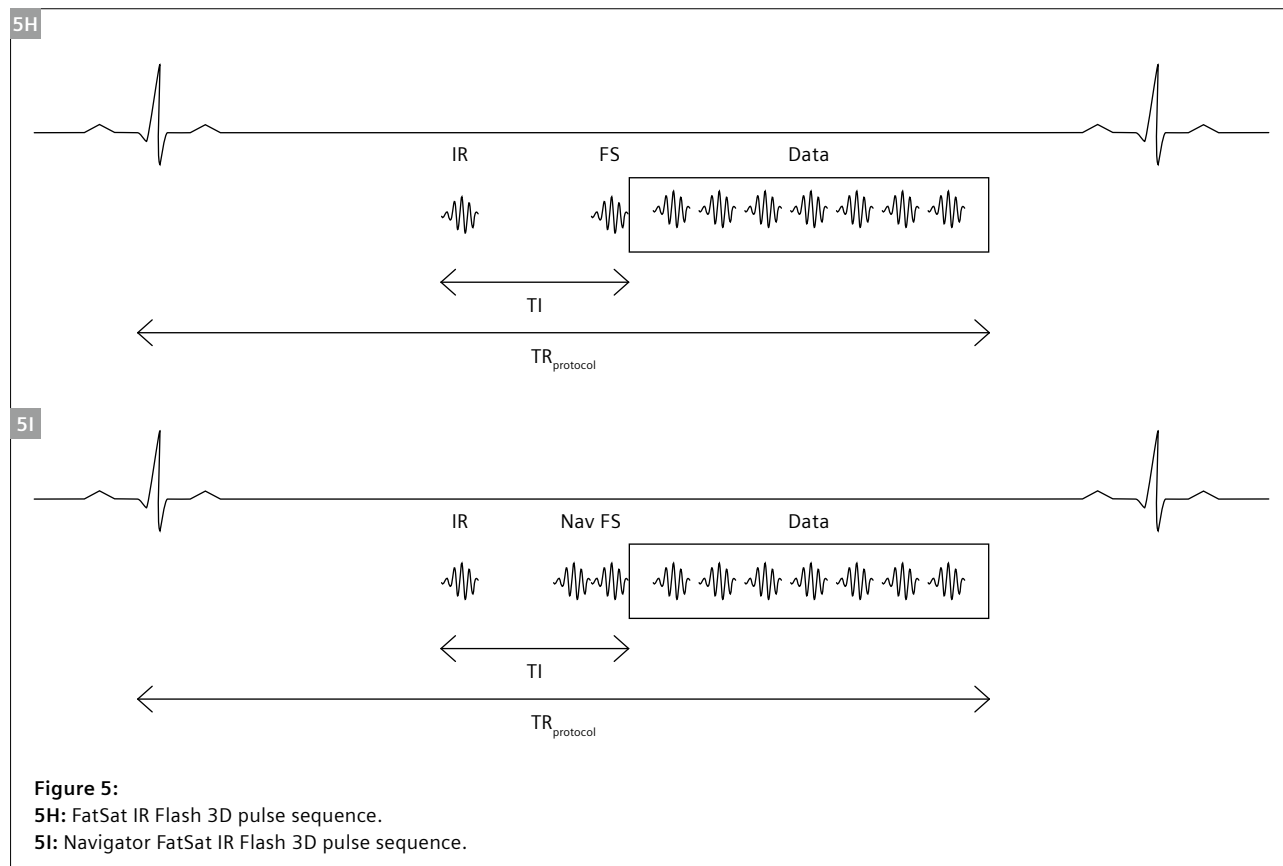 5H
IR FS Data
TI
TRprotocol
5I
IR Nav FS Data
TI
TRprotocol
Figure 5:
5H: FatSat IR Flash 3D pulse sequence.
5I: Navigator FatSat IR Flash 3D pulse sequence.